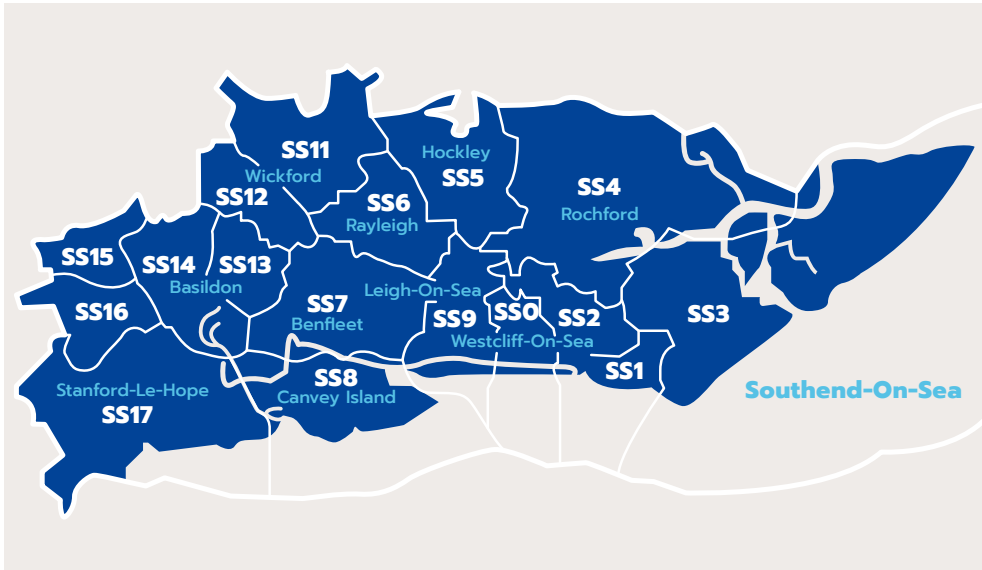 SS11
Wickford
SS12
Hockley
SS5
SS6
Rayleigh
SS4
Rochford
SS15
SS14
SS13
Basildon
SS16
SS7
Benfleet
Leigh-On-Sea
SS9
SS0
SS2
Westcliff-On-Sea
SS3
SS1
SS8
Canvey Island
Stanford-Le-Hope
SS17
Southend-On-Sea